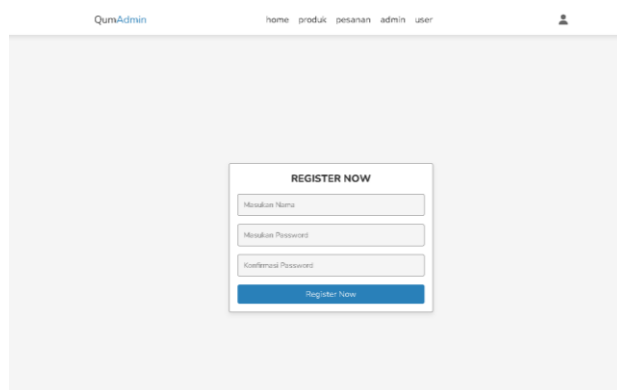 QumAdmin
home produk pesanan admin user
REGISTER NOW
Masukan Nama
Masukan Password
Konfirmasi Password
Register Now